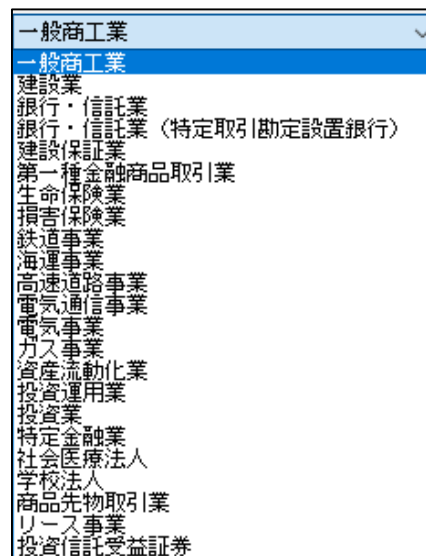 一般商工業
一般商工業
建設業
銀行・信託業
銀行・信託業（特定取引勘定設置銀行）
建設保証業
第一種金融商品取引業
生命保険業
損害保険業
鉄道事業
海運事業
高速道路事業
電気通信事業
電気事業
ガス事業
資産流動化業
投資運用業
投資業
特定金融業
社会医療法人
学校法人
商品先物取引業
リース事業
投資信託受益証券